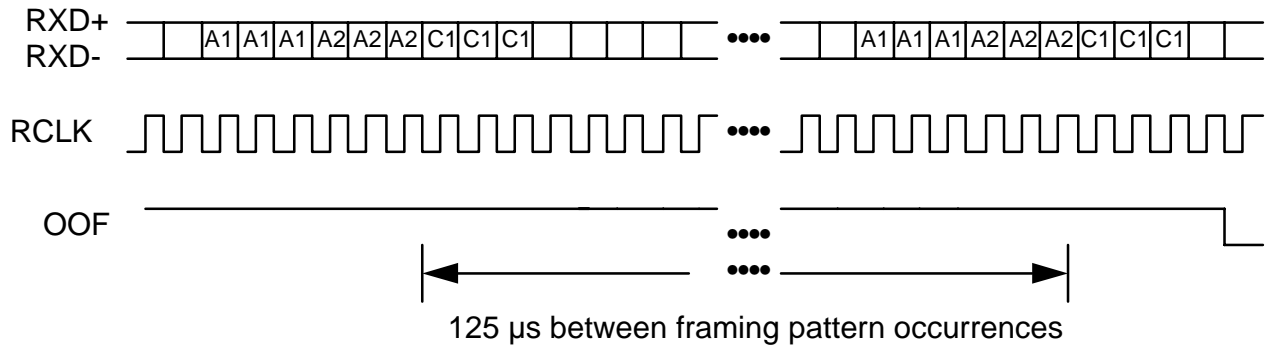 RXD+
RXD-
A1 A1 A1 A2 A2 A2 C1 C1 C1 •••• A1 A1 A1 A2 A2 A2 C1 C1 C1
RCLK ••••
OOF ••••
••••
125 µs between framing pattern occurrences